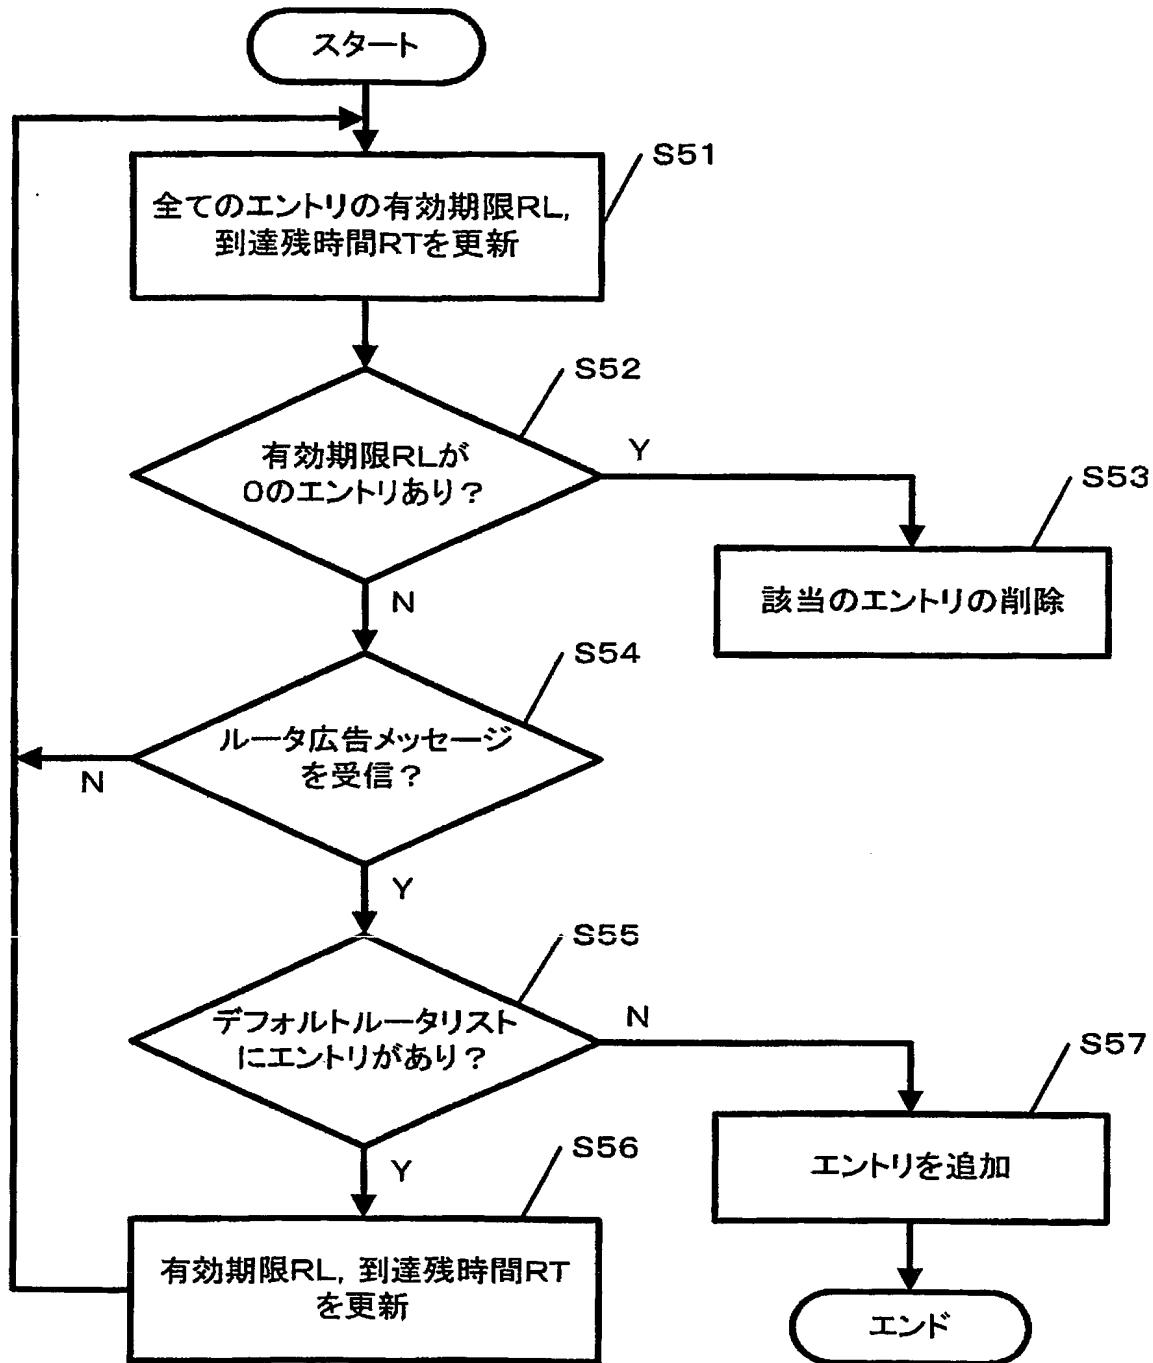 スタート
S51
全てのエントリの有効期限RL,
到達残時間RTを更新
S52
有効期限RLが
0のエントリあり？
Y
S53
該当のエントリの削除
N
S54
ルータ広告メッセージ
を受信？
N
Y
S55
デフォルトルータリスト
にエントリがあり？
N
S57
エントリを追加
Y
S56
有効期限RL, 到達残時間RT
を更新
エンド